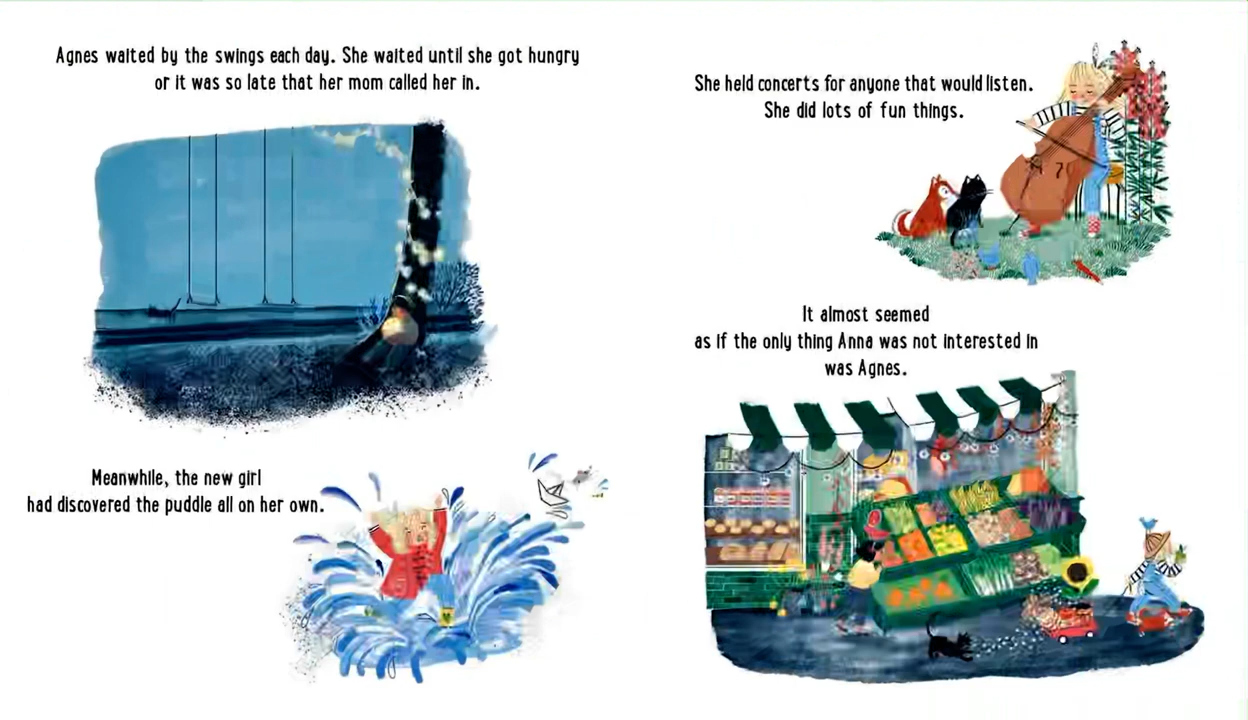 Agnes waited by the swings each day. She waited until she got hungry
or it was so late that her mom called her in.
Meanwhile, the new girl
had discovered the puddle all on her own.
She held concerts for anyone that would listen.
She did lots of fun things.
It almost seemed
as if the only thing Anna was not interested in
was Agnes.